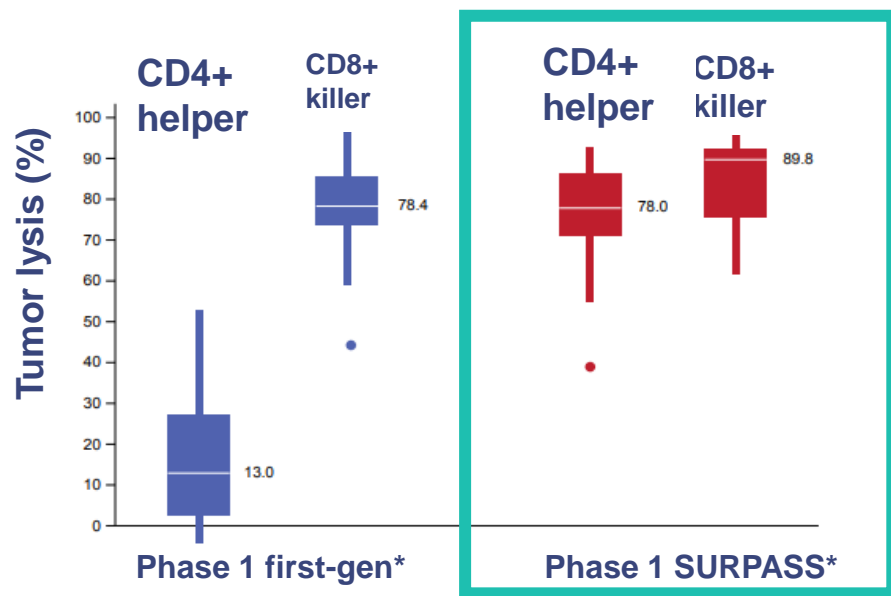 CD4+
helper
CD8+
killer
CD4+
helper
CD8+
killer
Tumor lysis (%)
100
90
80
70
60
50
40
30
20
10
0
13.0
78.4
78.0
89.8
Phase 1 first-gen*
Phase 1 SURPASS*